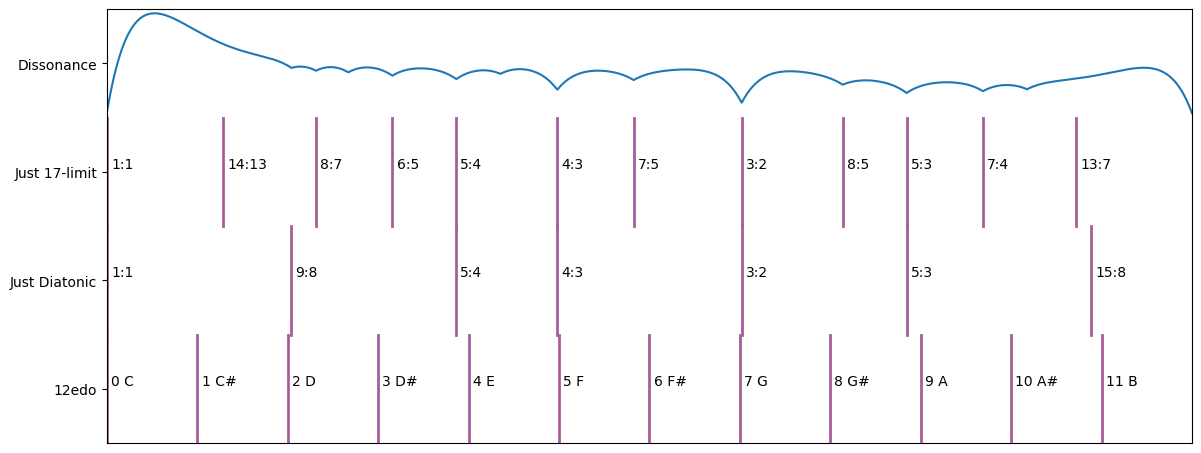 Dissonance
Just 17-limit
1:1 14:13 8:7 6:5 5:4 4:3 7:5 3:2 8:5 5:3 7:4 13:7
Just Diatonic
1:1 9:8 5:4 4:3 3:2 5:3 15:8
12edo
0 C 1 C# 2 D 3 D# 4 E 5 F 6 F# 7 G 8 G# 9 A 10 A# 11 B